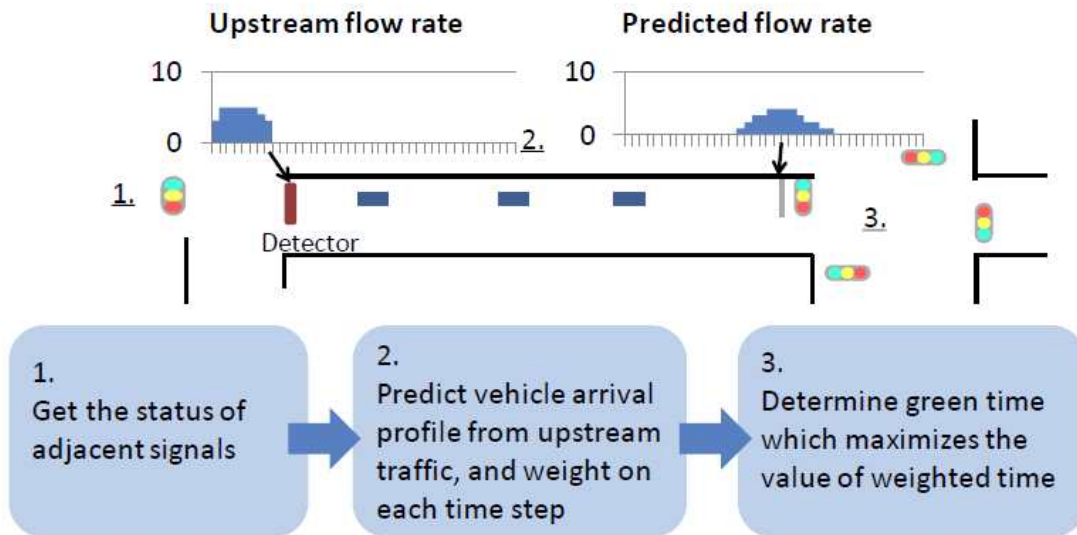 Upstream flow rate
Predicted flow rate
10
0
10
0
2.
1.
Detector
3.
1.
Get the status of
adjacent signals
2.
Predict vehicle arrival
profile from upstream
traffic, and weight on
each time step
3.
Determine green time
which maximizes the
value of weighted time